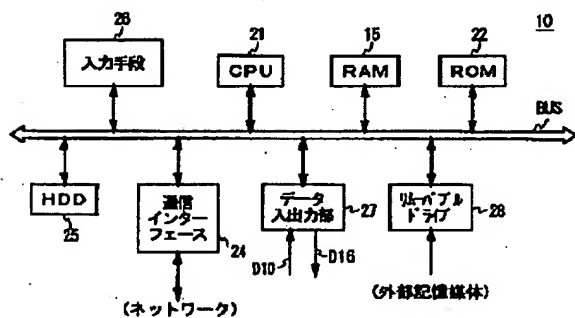 26
21
15
22
10
入力手段
CPU
RAM
ROM
BUS
HDD
25
通信
インター
フェース
24
データ
入出力部
27
リムーバブル
ドライブ
28
D10
D16
(ネットワーク)
(外部記憶媒体)